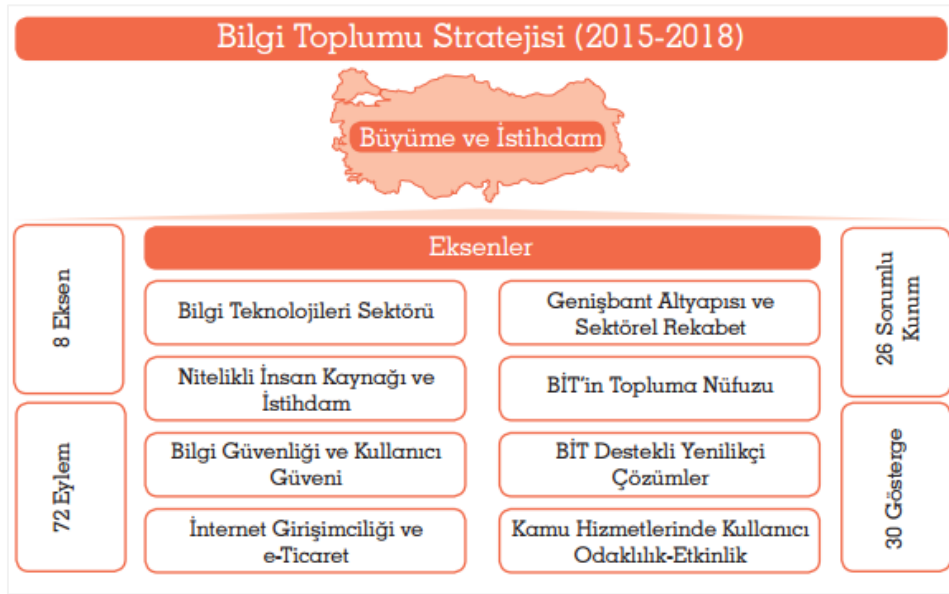 Bilgi Toplumu Stratejisi (2015-2018)
Büyüme ve İstihdam
8 Eksen
72 Eylem
Eksenler
Bilgi Teknolojileri Sektörü
Genişbant Altyapısı ve
Sektörel Rekabet
Nitelikli İnsan Kaynağı ve
İstihdam
BİT'in Topluma Nüfuzu
Bilgi Güvenliği ve Kullanıcı
Güveni
BİT Destekli Yenilikçi
Çözümler
İnternet Girişimciliği ve
e-Ticaret
Kamu Hizmetlerinde Kullanıcı
Odaklılık-Etkinlik
26 Sorumlu
Kurum
30 Gösterge